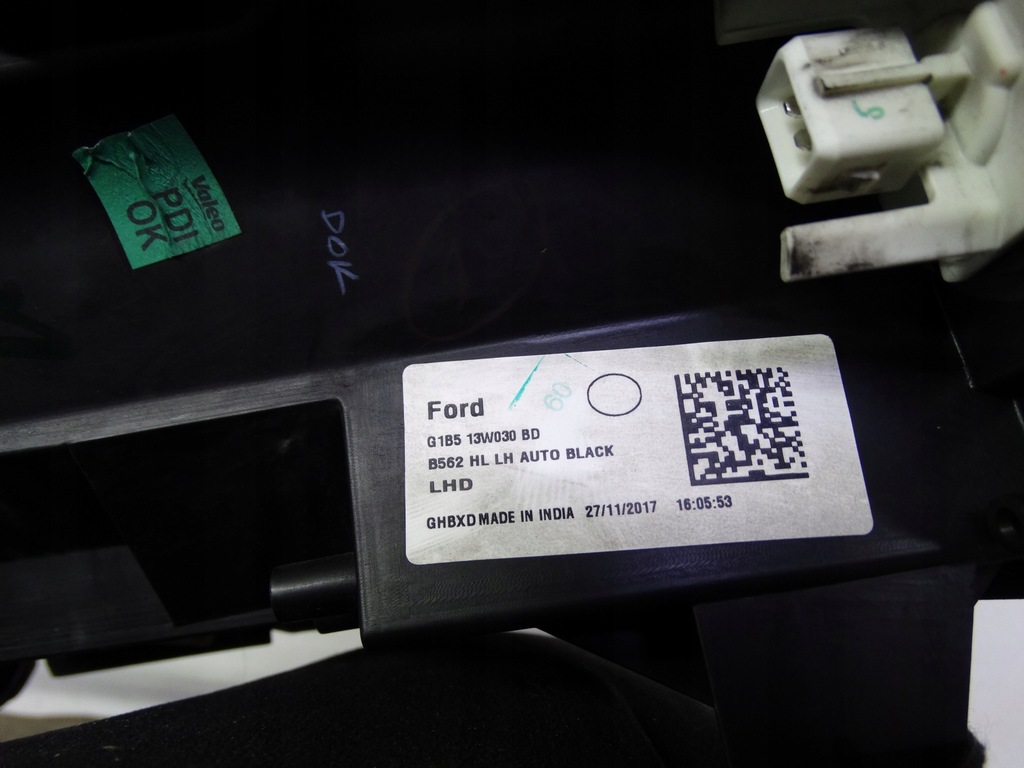 Valeo
PDI
OK
DOK
5
Ford
60
G1B5 13W030 BD
B562 HL LH AUTO BLACK
LHD
GHBXD MADE IN INDIA 27/11/2017 16:05:53